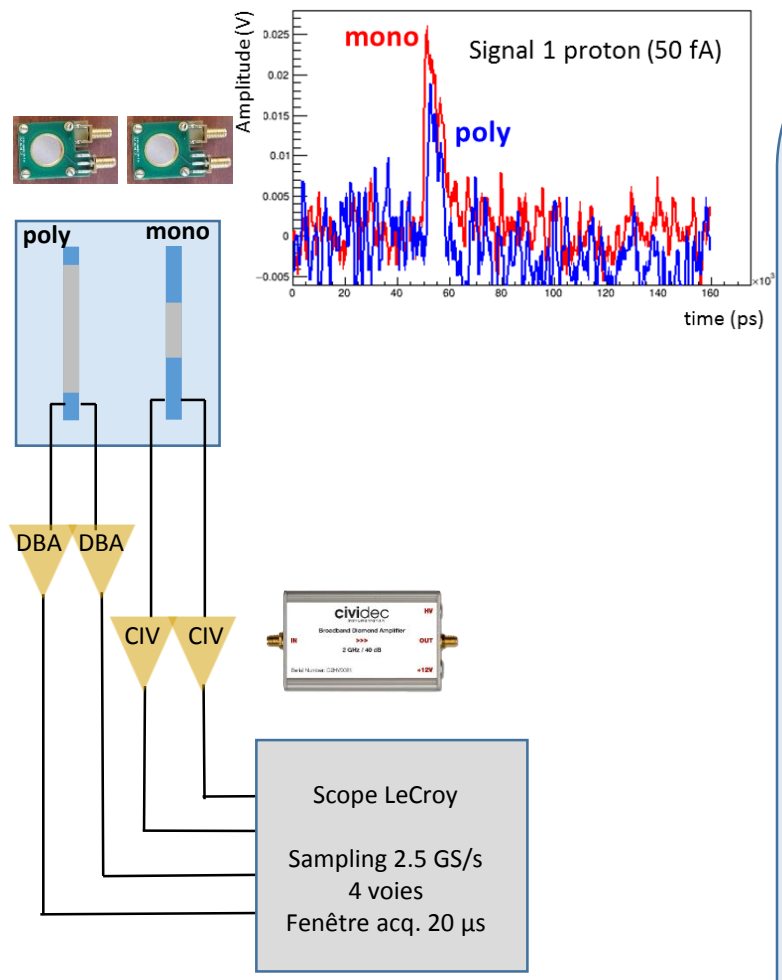 Amplitude (V)
mono
Signal 1 proton (50 fA)
poly
0.025
0.02
0.015
0.01
0.005
0
−0.005
0 20 40 60 80 100 120 140 160
×10³
time (ps)
poly
mono
DBA
DBA
CIV
CIV
cividec
Broadband Diamond Amplifier
IN
>>>
2 GHz / 40 dB
HV
OUT
+12V
Scope LeCroy
Sampling 2.5 GS/s
4 voies
Fenêtre acq. 20 µs